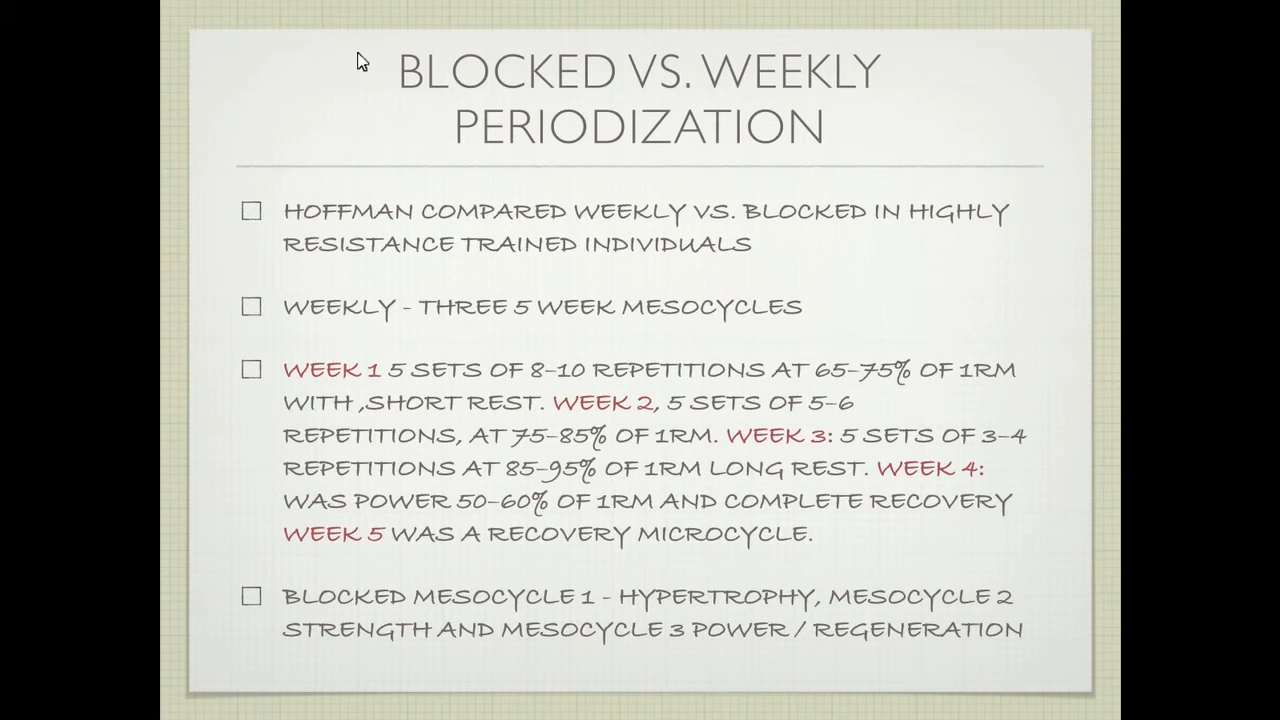 BLOCKED VS. WEEKLY
PERIODIZATION
HOFFMAN COMPARED WEEKLY VS. BLOCKED IN HIGHLY
RESISTANCE TRAINED INDIVIDUALS
WEEKLY - THREE 5 WEEK MESOCYCLES
WEEK 1 5 SETS OF 8-10 REPETITIONS AT 65-75% OF 1RM
WITH ,SHORT REST. WEEK 2, 5 SETS OF 5-6
REPETITIONS, AT 75-85% OF 1RM. WEEK 3: 5 SETS OF 3-4
REPETITIONS AT 85-95% OF 1RM LONG REST. WEEK 4:
WAS POWER 50-60% OF 1RM AND COMPLETE RECOVERY
WEEK 5 WAS A RECOVERY MICROCYCLE.
BLOCKED MESOCYCLE 1 - HYPERTROPHY, MESOCYCLE 2
STRENGTH AND MESOCYCLE 3 POWER / REGENERATION